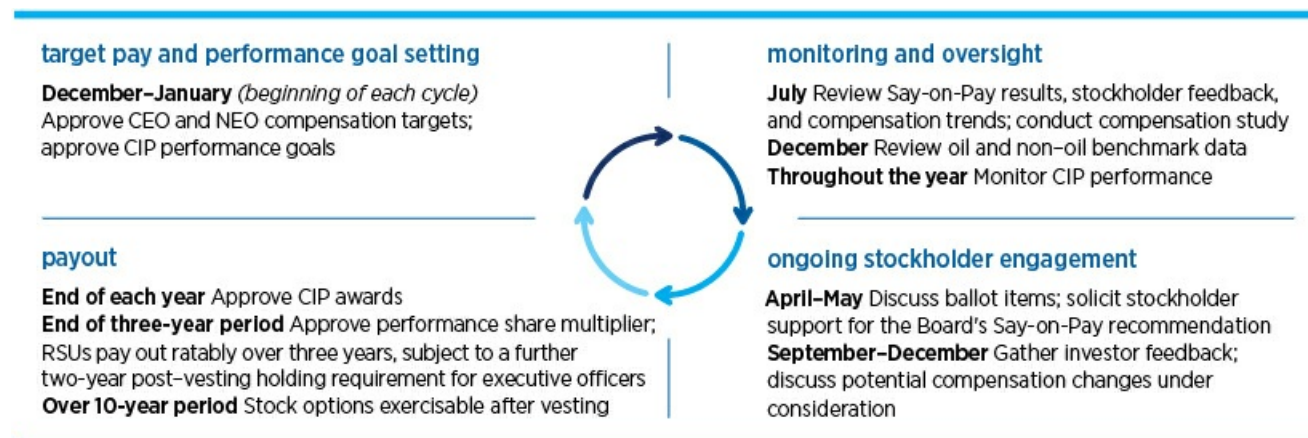 target pay and performance goal setting
December–January (beginning of each cycle)
Approve CEO and NEO compensation targets;
approve CIP performance goals
monitoring and oversight
July Review Say-on-Pay results, stockholder feedback,
and compensation trends; conduct compensation study
December Review oil and non–oil benchmark data
Throughout the year Monitor CIP performance
payout
End of each year Approve CIP awards
End of three-year period Approve performance share multiplier;
RSUs pay out ratably over three years, subject to a further
two-year post–vesting holding requirement for executive officers
Over 10-year period Stock options exercisable after vesting
ongoing stockholder engagement
April–May Discuss ballot items; solicit stockholder
support for the Board's Say-on-Pay recommendation
September–December Gather investor feedback;
discuss potential compensation changes under
consideration